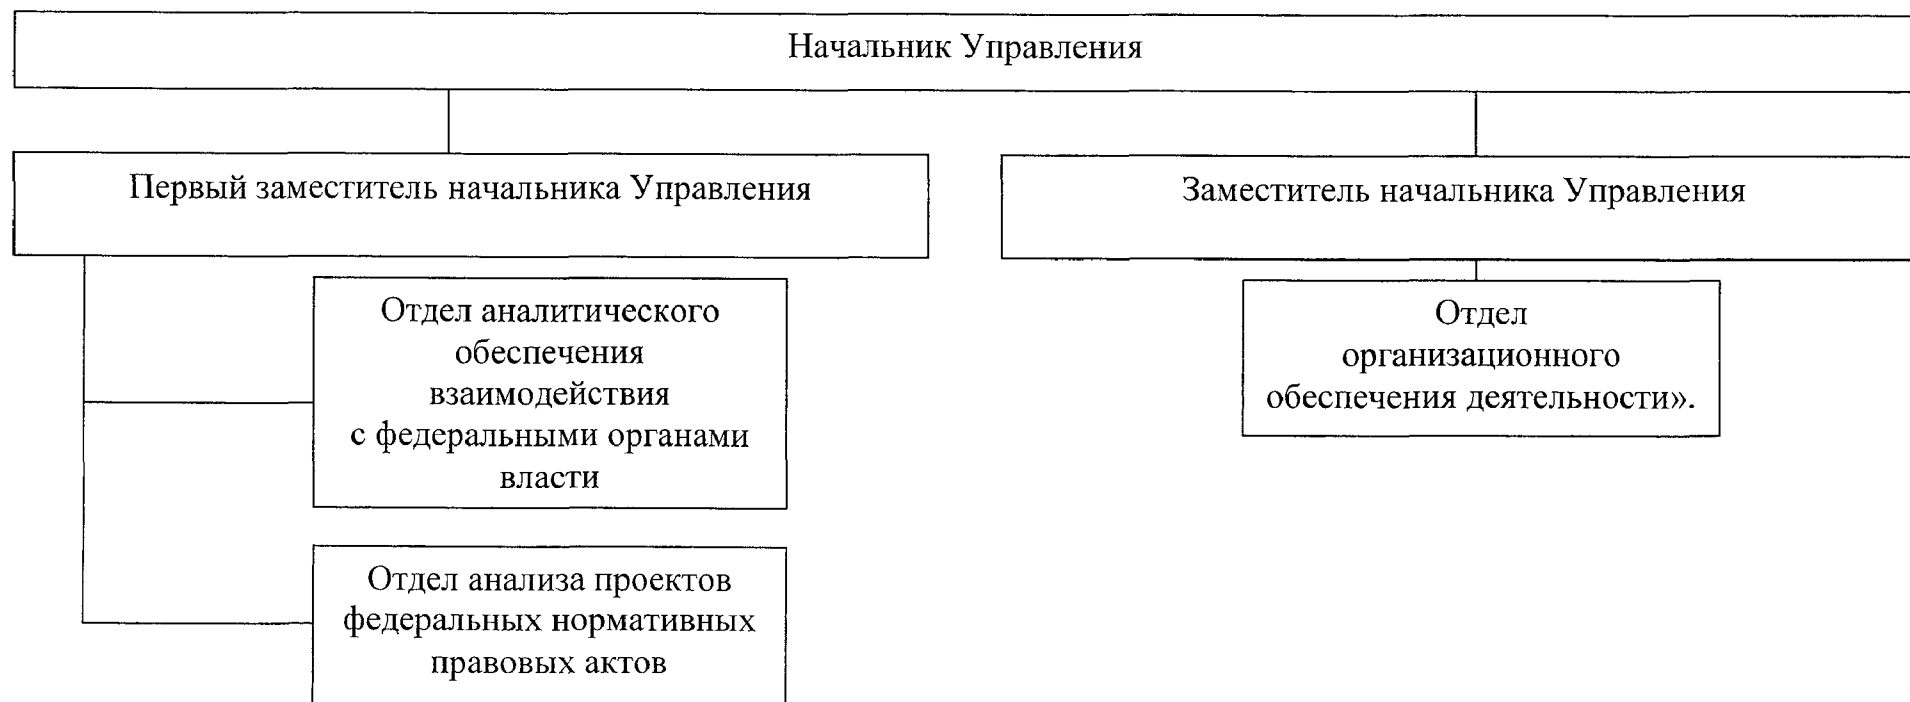 Начальник Управления
Первый заместитель начальника Управления
Заместитель начальника Управления
Отдел аналитического
обеспечения
взаимодействия
с федеральными органами
власти
Отдел
организационного
обеспечения деятельности».
Отдел анализа проектов
федеральных нормативных
правовых актов